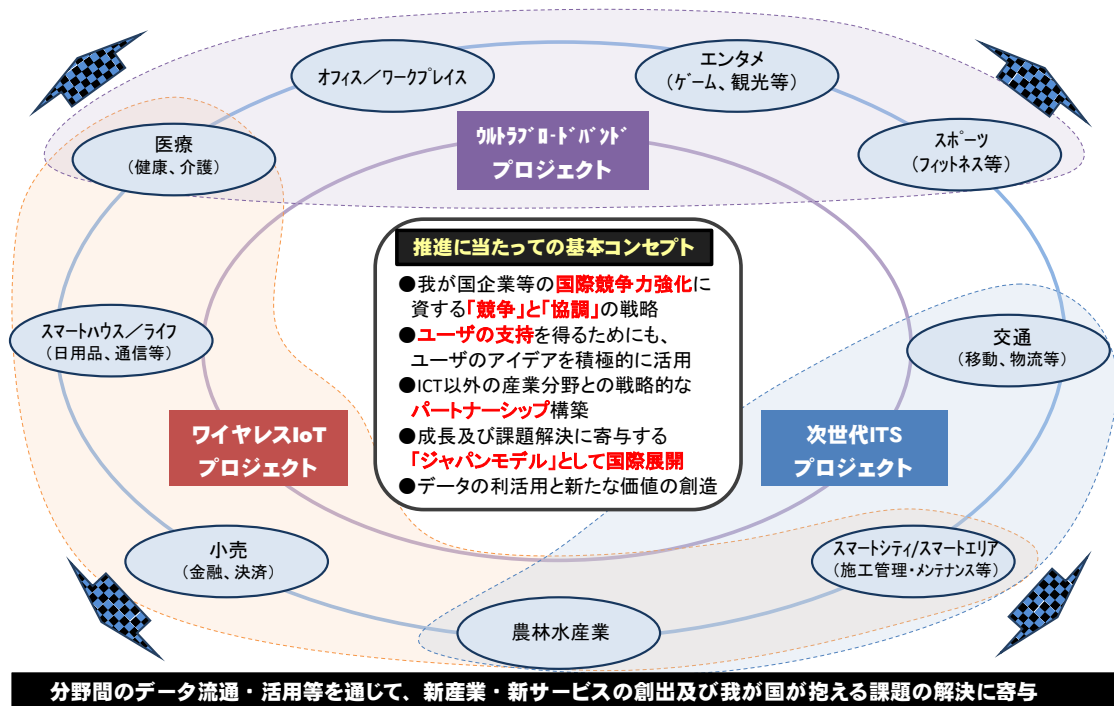 オフィス／ワークプレイス
エンタメ
（ｹﾞｰﾑ、観光等）
医療
（健康、介護）
ｳﾙﾄﾗﾌﾞﾛｰﾄﾞﾊﾞﾝﾄﾞ
プロジェクト
スポーツ
（フィットネス等）
推進に当たっての基本コンセプト
●我が国企業等の国際競争力強化に
資する「競争」と「協調」の戦略
●ユーザの支持を得るためにも、
ユーザのアイデアを積極的に活用
●ICT以外の産業分野との戦略的な
パートナーシップ構築
●成長及び課題解決に寄与する
「ジャパンモデル」として国際展開
●データの利活用と新たな価値の創造
スマートハウス／ライフ
（日用品、通信等）
交通
（移動、物流等）
ワイヤレスIoT
プロジェクト
次世代ITS
プロジェクト
小売
（金融、決済）
スマートシティ/スマートエリア
（施工管理・メンテナンス等）
農林水産業
分野間のデータ流通・活用等を通じて、新産業・新サービスの創出及び我が国が抱える課題の解決に寄与